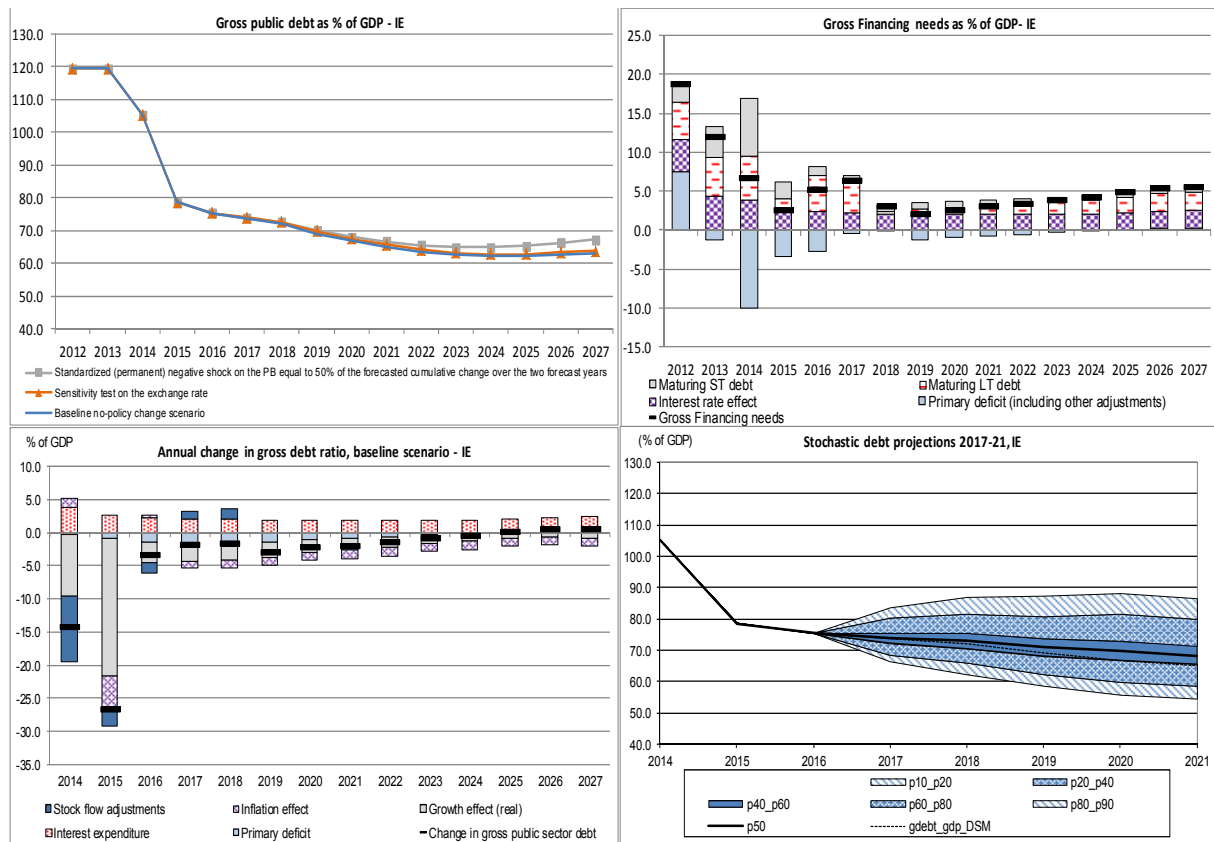 Gross public debt as % of GDP - IE
130.0
120.0
110.0
100.0
90.0
80.0
70.0
60.0
50.0
40.0
2012 2013 2014 2015 2016 2017 2018 2019 2020 2021 2022 2023 2024 2025 2026 2027
Standardized (permanent) negative shock on the PB equal to 50% of the forecasted cumulative change over the two forecast years
Sensitivity test on the exchange rate
Baseline no-policy change scenario
Gross Financing needs as % of GDP- IE
25.0
20.0
15.0
10.0
5.0
0.0
-5.0
-10.0
-15.0
2012 2013 2014 2015 2016 2017 2018 2019 2020 2021 2022 2023 2024 2025 2026 2027
Maturing ST debt
Maturing LT debt
Interest rate effect
Primary deficit (including other adjustments)
Gross Financing needs
% of GDP
Annual change in gross debt ratio, baseline scenario - IE
10.0
5.0
0.0
-5.0
-10.0
-15.0
-20.0
-25.0
-30.0
-35.0
2014 2015 2016 2017 2018 2019 2020 2021 2022 2023 2024 2025 2026 2027
Stock flow adjustments
Inflation effect
Growth effect (real)
Interest expenditure
Primary deficit
Change in gross public sector debt
(% of GDP)
Stochastic debt projections 2017-21, IE
130.0
120.0
110.0
100.0
90.0
80.0
70.0
60.0
50.0
40.0
2014 2015 2016 2017 2018 2019 2020 2021
p10_p20
p20_p40
p40_p60
p60_p80
p80_p90
p50
gdebt_gdp_DSM